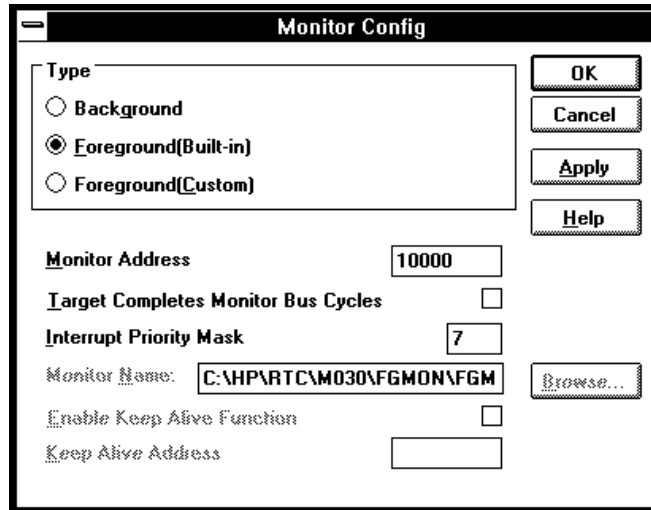 Monitor Config
Type
Background
Foreground(Built-in)
Foreground(Custom)
OK
Cancel
Apply
Help
Monitor Address 10000
Target Completes Monitor Bus Cycles
Interrupt Priority Mask 7
Monitor Name: C:\HP\RTC\M030\FGMON\FGM Browse...
Enable Keep Alive Function
Keep Alive Address